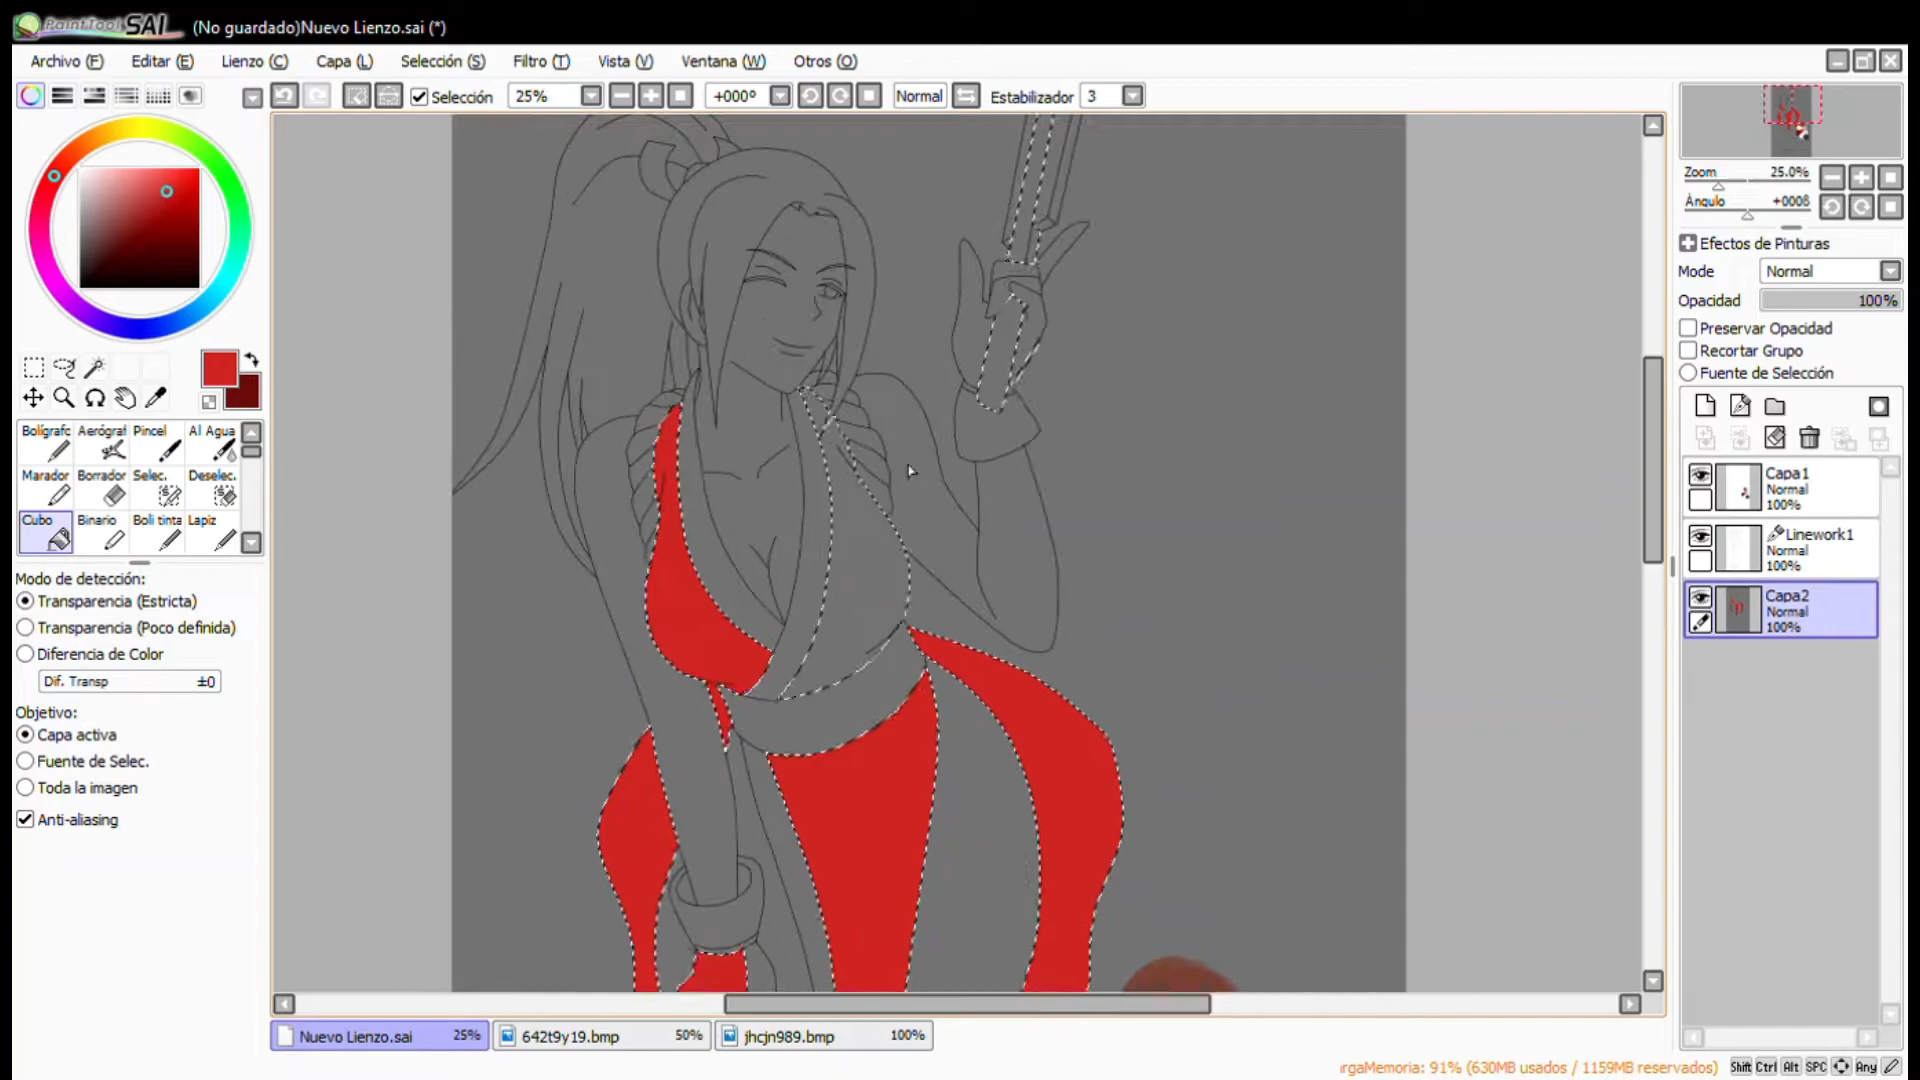 PaintTool SAI (No guardado)Nuevo Lienzo.sai (*)
Archivo (F) Editar (E) Lienzo (C) Capa (L) Selección (S) Filtro (T) Vista (V) Ventana (W) Otros (O)
Selección 25% +000º Normal Estabilizador 3
Zoom 25.0%
Ángulo +000ß
Efectos de Pinturas
Mode Normal
Opacidad 100%
Preservar Opacidad
Recortar Grupo
Fuente de Selección
Bolígrafo Aerógraf Pincel Al Agua
Marador Borrador Selec. Deselec.
Cubo Binario Boli tinta Lapiz
Modo de detección:
Transparencia (Estricta)
Transparencia (Poco definida)
Diferencia de Color
Dif. Transp ±0
Objetivo:
Capa activa
Fuente de Selec.
Toda la imagen
Anti-aliasing
Capa1
Normal
100%
Linework1
Normal
100%
Capa2
Normal
100%
Nuevo Lienzo.sai 25% 642t9y19.bmp 50% jhcjn989.bmp 100%
rgaMemoria: 91% (630MB usados / 1159MB reservados) Shift Ctrl Alt SPC Any